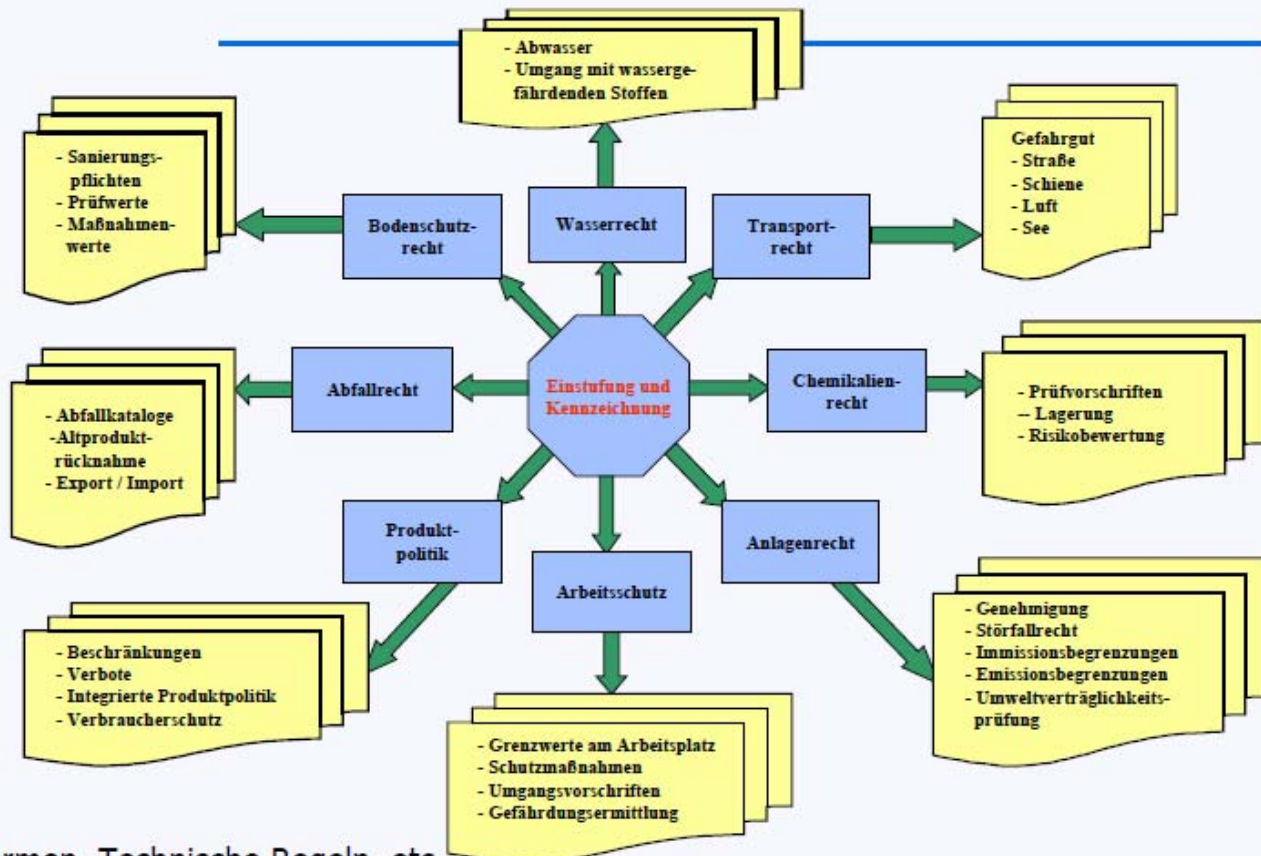 - Abwasser
- Umgang mit wasserge-
fährdenden Stoffen
- Sanierungs-
pflichten
- Prüfwerte
- Maßnahmen-
werte
Gefahrgut
- Straße
- Schiene
- Luft
- See
Bodenschutz-
recht
Wasserrecht
Transport-
recht
Abfallrecht
Einstufung und
Kennzeichnung
Chemikalien-
recht
- Abfallkataloge
-Altprodukt-
rücknahme
- Export / Import
- Prüfvorschriften
-- Lagerung
- Risikobewertung
Produkt-
politik
Arbeitsschutz
Anlagenrecht
- Beschränkungen
- Verbote
- Integrierte Produktpolitik
- Verbraucherschutz
- Grenzwerte am Arbeitsplatz
- Schutzmaßnahmen
- Umgangsvorschriften
- Gefährdungsermittlung
- Genehmigung
- Störfallrecht
- Immissionsbegrenzungen
- Emissionsbegrenzungen
- Umweltverträglichkeits-
prüfung
Technische Regeln, etc